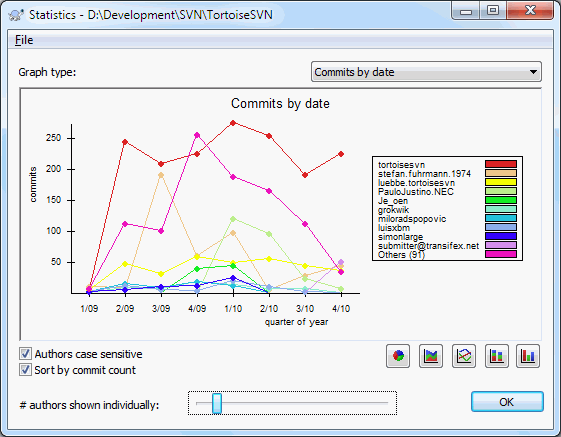 Statistics - D:\Development\SVN\TortoiseSVN
File
Graph type:
Commits by date
Commits by date
commits
250
200
150
100
50
1/09 2/09 3/09 4/09 1/10 2/10 3/10 4/10
quarter of year
tortoisesvn
stefan.fuhrmann.1974
luebbe.tortoisesvn
PauloJustino.NEC
Je_oen
grokwik
miloradspopovic
luisxbm
simonlarge
submitter@transifex.net
Others (91)
Authors case sensitive
Sort by commit count
# authors shown individually:
OK